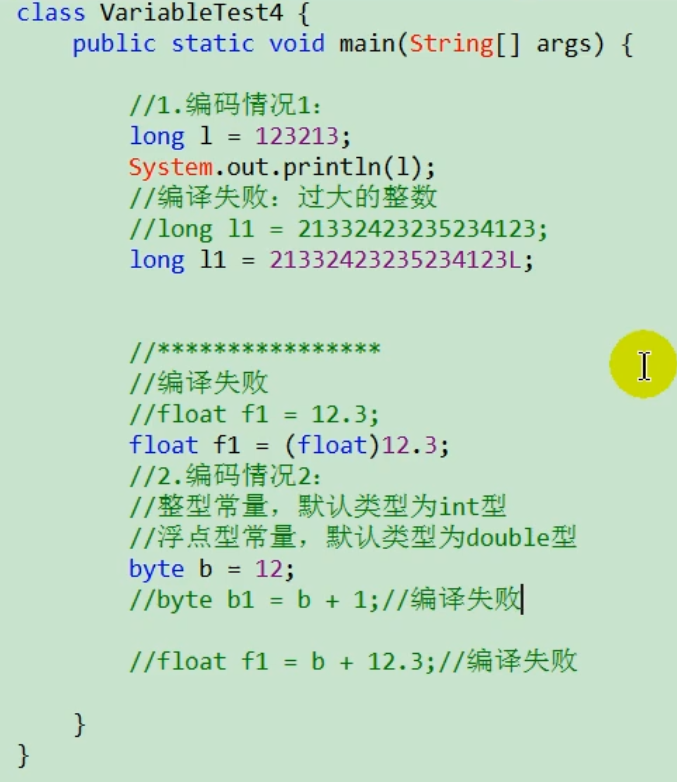 class VariableTest4 {
public static void main(String[] args) {
//1.编码情况1:
long l = 123213;
System.out.println(l);
//编译失败：过大的整数
//long l1 = 21332423235234123;
long l1 = 21332423235234123L;
//****************
//编译失败
//float f1 = 12.3;
float f1 = (float)12.3;
//2.编码情况2:
//整型常量，默认类型为int型
//浮点型常量，默认类型为double型
byte b = 12;
//byte b1 = b + 1;//编译失败
//float f1 = b + 12.3;//编译失败
}
}